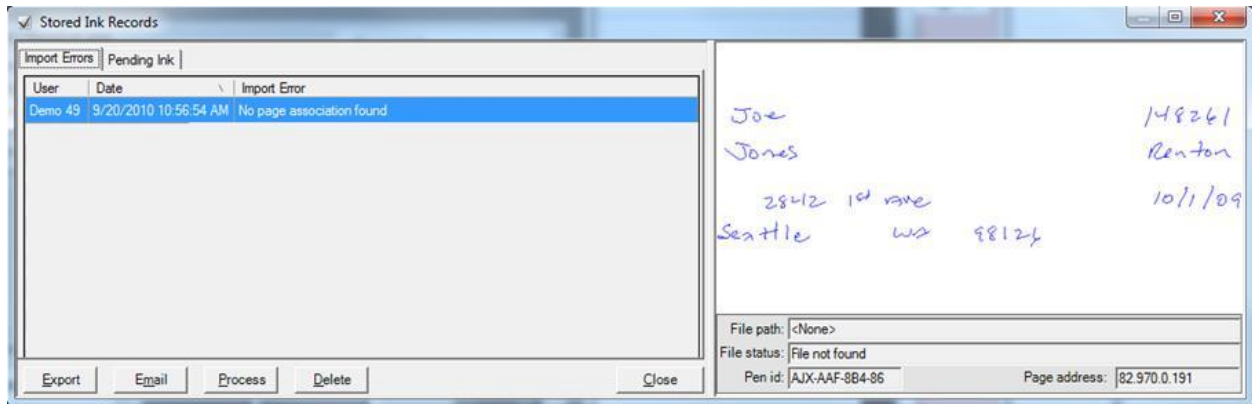 Stored Ink Records
Import Errors Pending Ink
User Date Import Error
Demo 49 9/20/2010 10:56:54 AM No page association found
Export Email Process Delete Close
Joe 148261
Jones Renton
2842 1st Ave 10/1/09
Seattle WA 98126
File path: <None>
File status: File not found
Pen id: AJX-AAF-8B4-86 Page address: 82.970.0.191